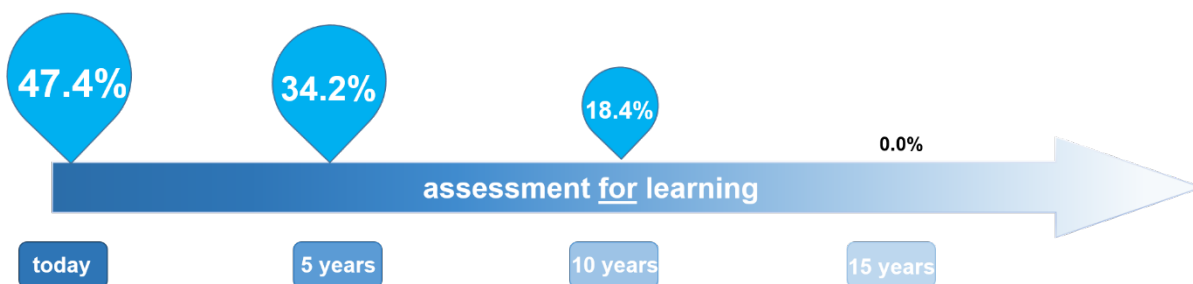 47.4%
34.2%
18.4%
0.0%
assessment for learning
today
5 years
10 years
15 years